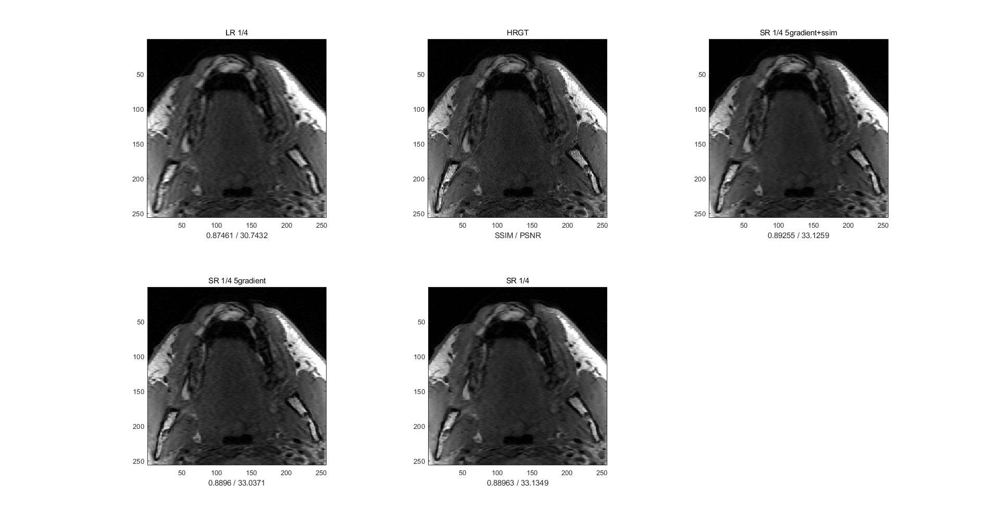 LR 1/4
50
100
150
200
250
50 100 150 200 250
0.87461 / 30.7432
HRGT
50
100
150
200
250
50 100 150 200 250
SSIM / PSNR
SR 1/4 5gradient+ssim
50
100
150
200
250
50 100 150 200 250
0.89255 / 33.1259
SR 1/4 5gradient
50
100
150
200
250
50 100 150 200 250
0.8896 / 33.0371
SR 1/4
50
100
150
200
250
50 100 150 200 250
0.88963 / 33.1349